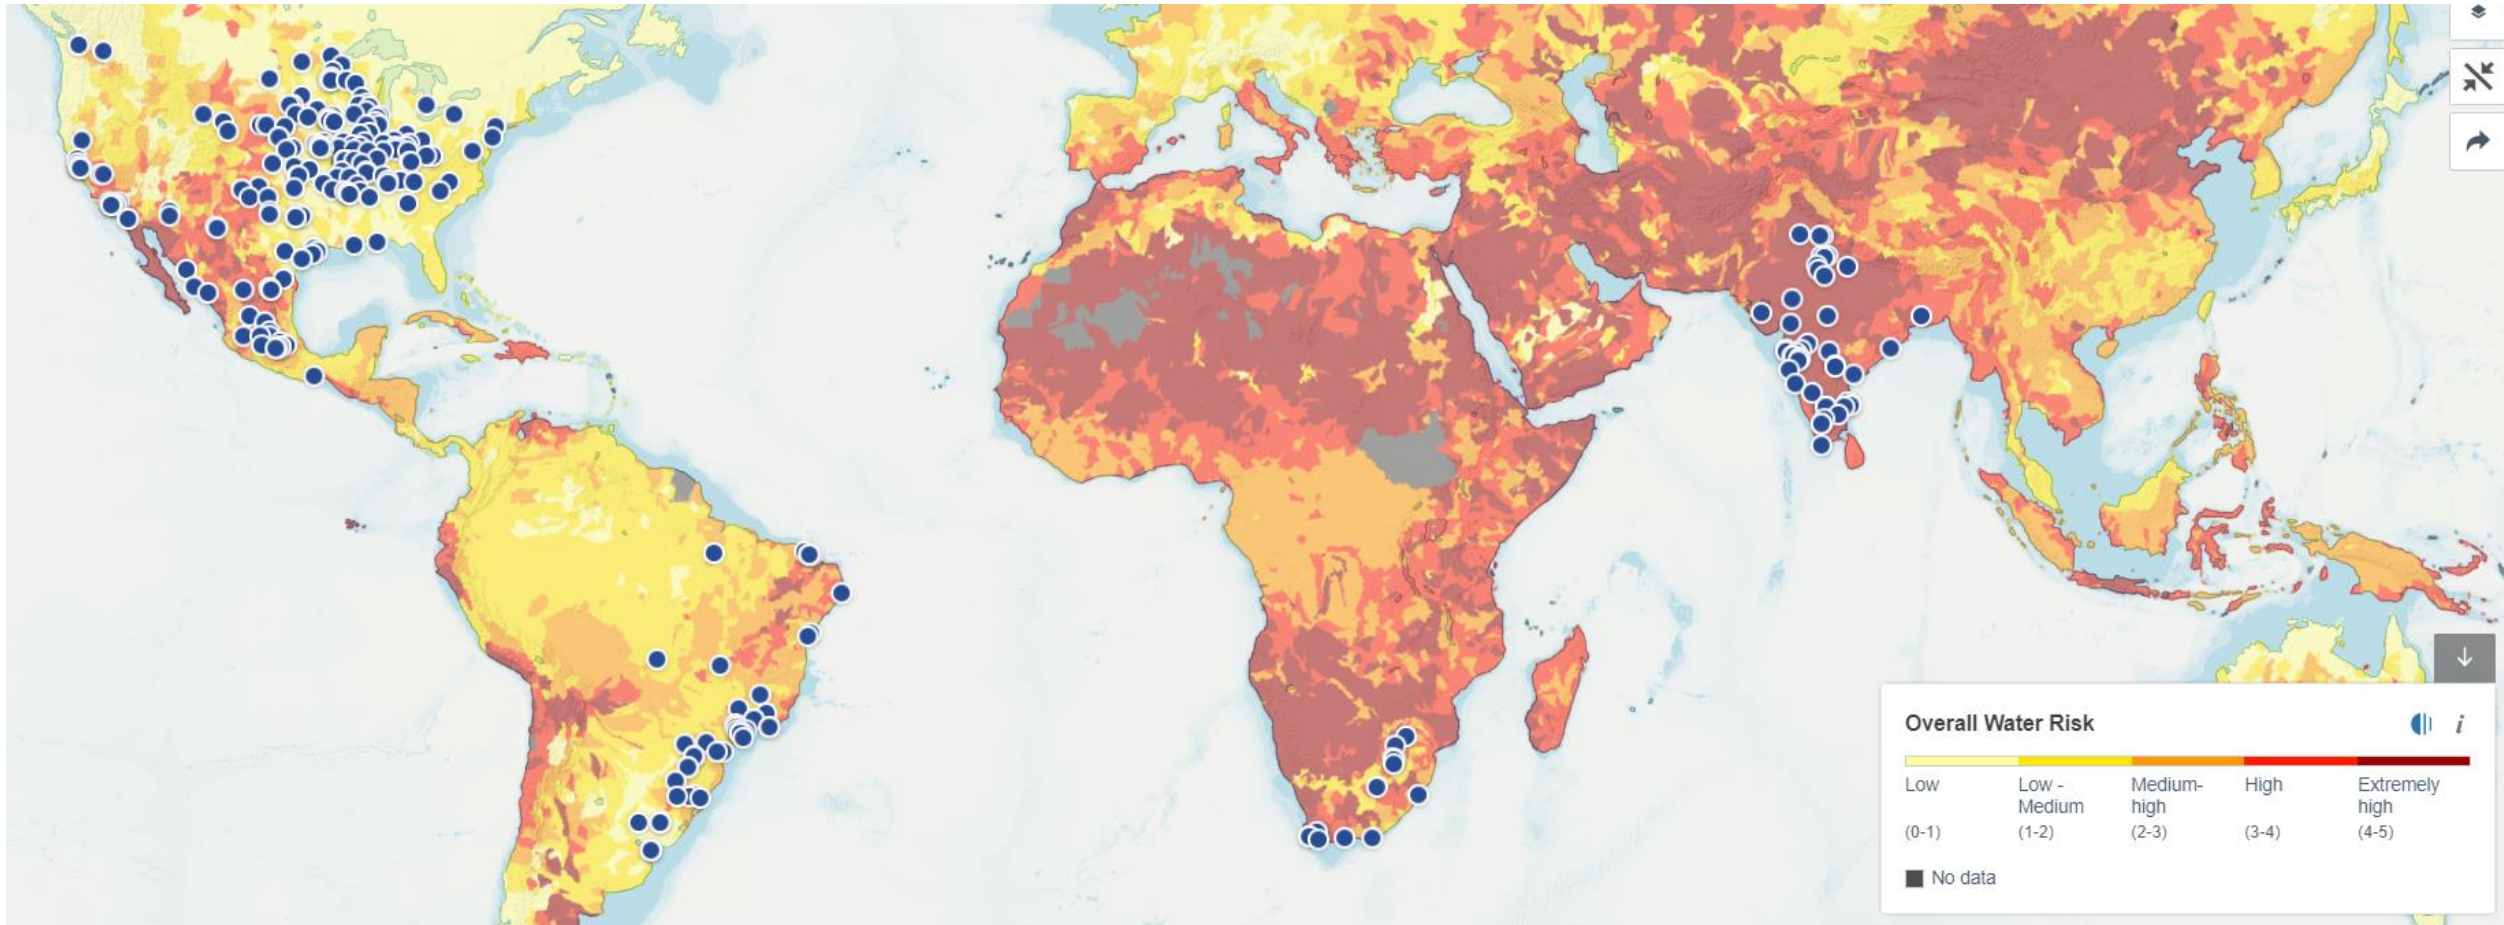 Overall Water Risk
i
Low
Low -
Medium
Medium-
high
High
Extremely
high
(0-1)
(1-2)
(2-3)
(3-4)
(4-5)
No data